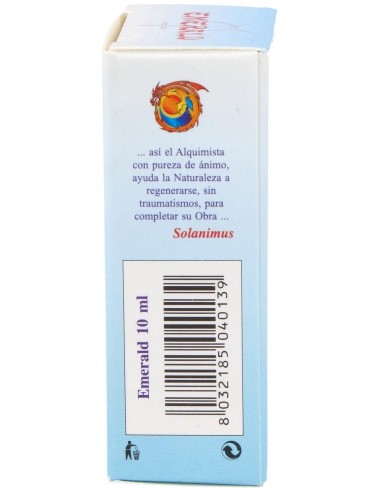 EMERALD
... así el Alquimista
con pureza de ánimo,
ayuda la Naturaleza a
regenerarse, sin
traumatismos, para
completar su Obra ...
Solanimus
Emerald 10 ml
8 032185 040139